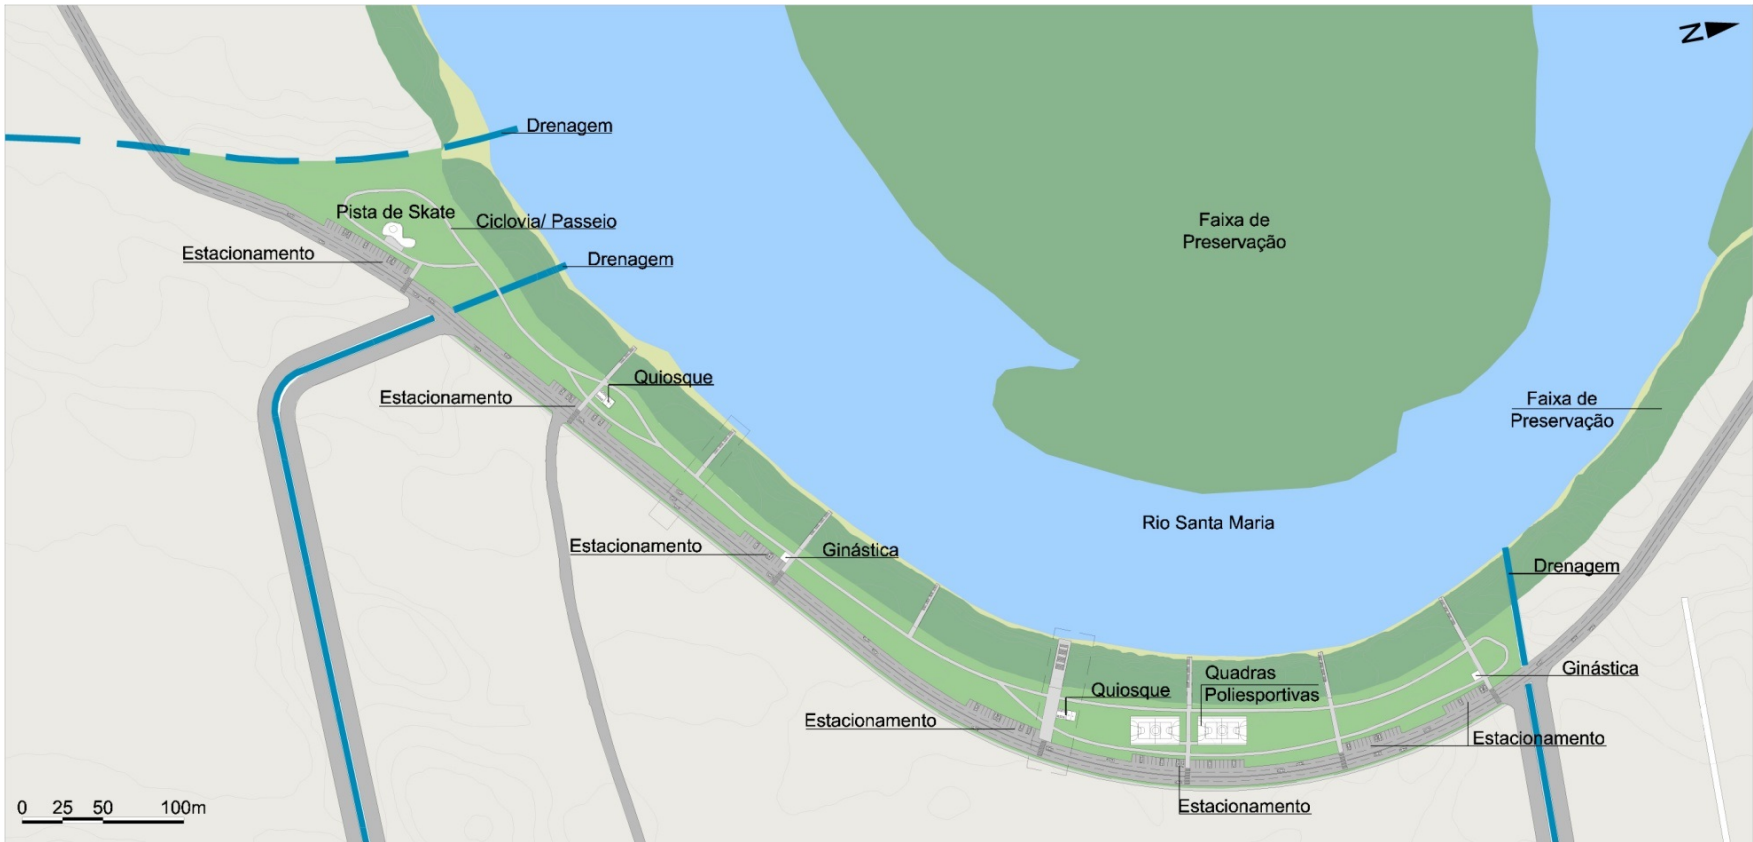 N
Drenagem
Pista de Skate
Ciclovia/ Passeio
Estacionamento
Drenagem
Faixa de
Preservação
Quiosque
Estacionamento
Faixa de
Preservação
Rio Santa Maria
Estacionamento
Ginástica
Drenagem
Quiosque
Quadras
Poliesportivas
Ginástica
Estacionamento
Estacionamento
Estacionamento
0 25 50 100m